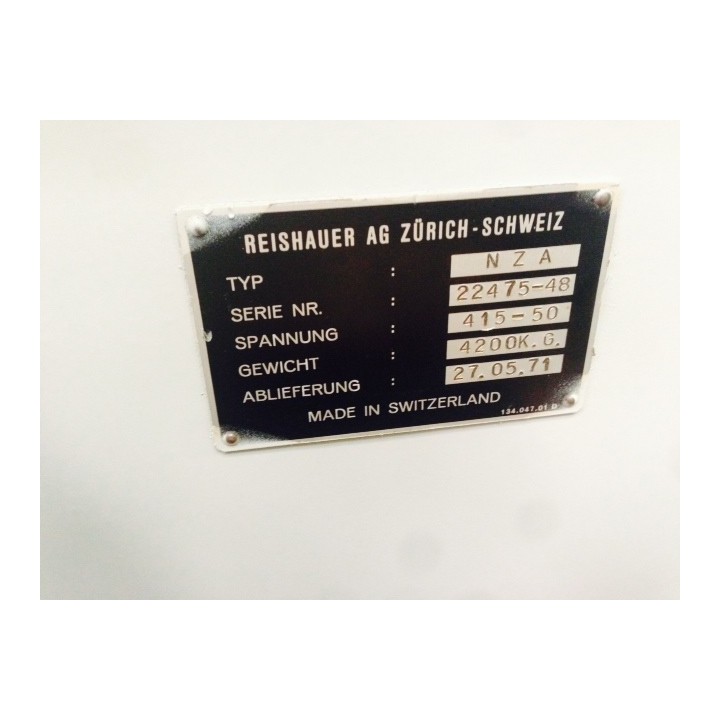 REISHAUER AG ZÜRICH-SCHWEIZ
TYP : NZA
SERIE NR. : 22475-48
SPANNUNG : 415-50
GEWICHT : 4200K.G.
ABLIEFERUNG : 27.05.71
MADE IN SWITZERLAND 134.047.01 D